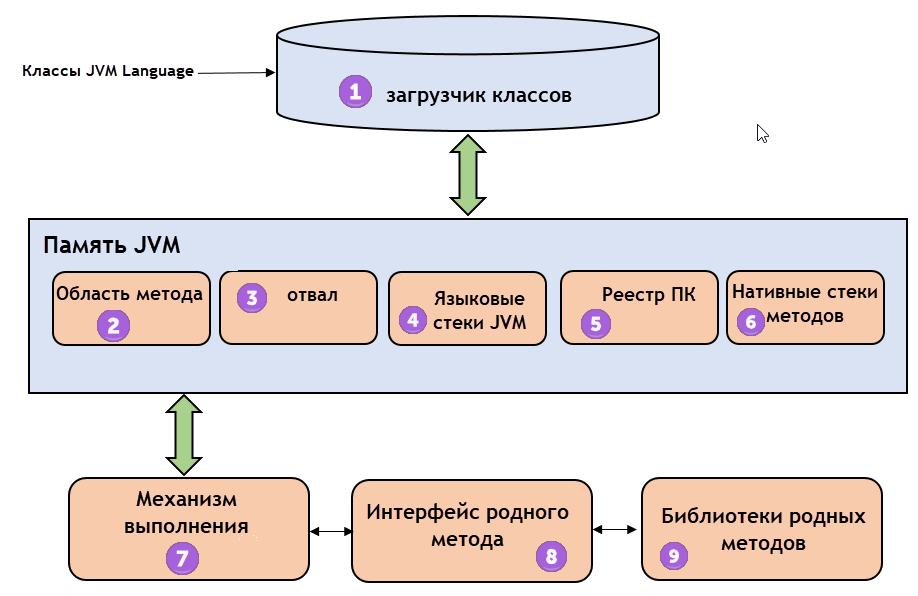 Классы JVM Language
1 загрузчик классов
Память JVM
Область метода
2
3 отвал
Языковые
4 стеки JVM
Реестр ПК
5
Нативные стеки
6 методов
Механизм
выполнения
7
Интерфейс родного
метода
8
Библиотеки родных
методов
9